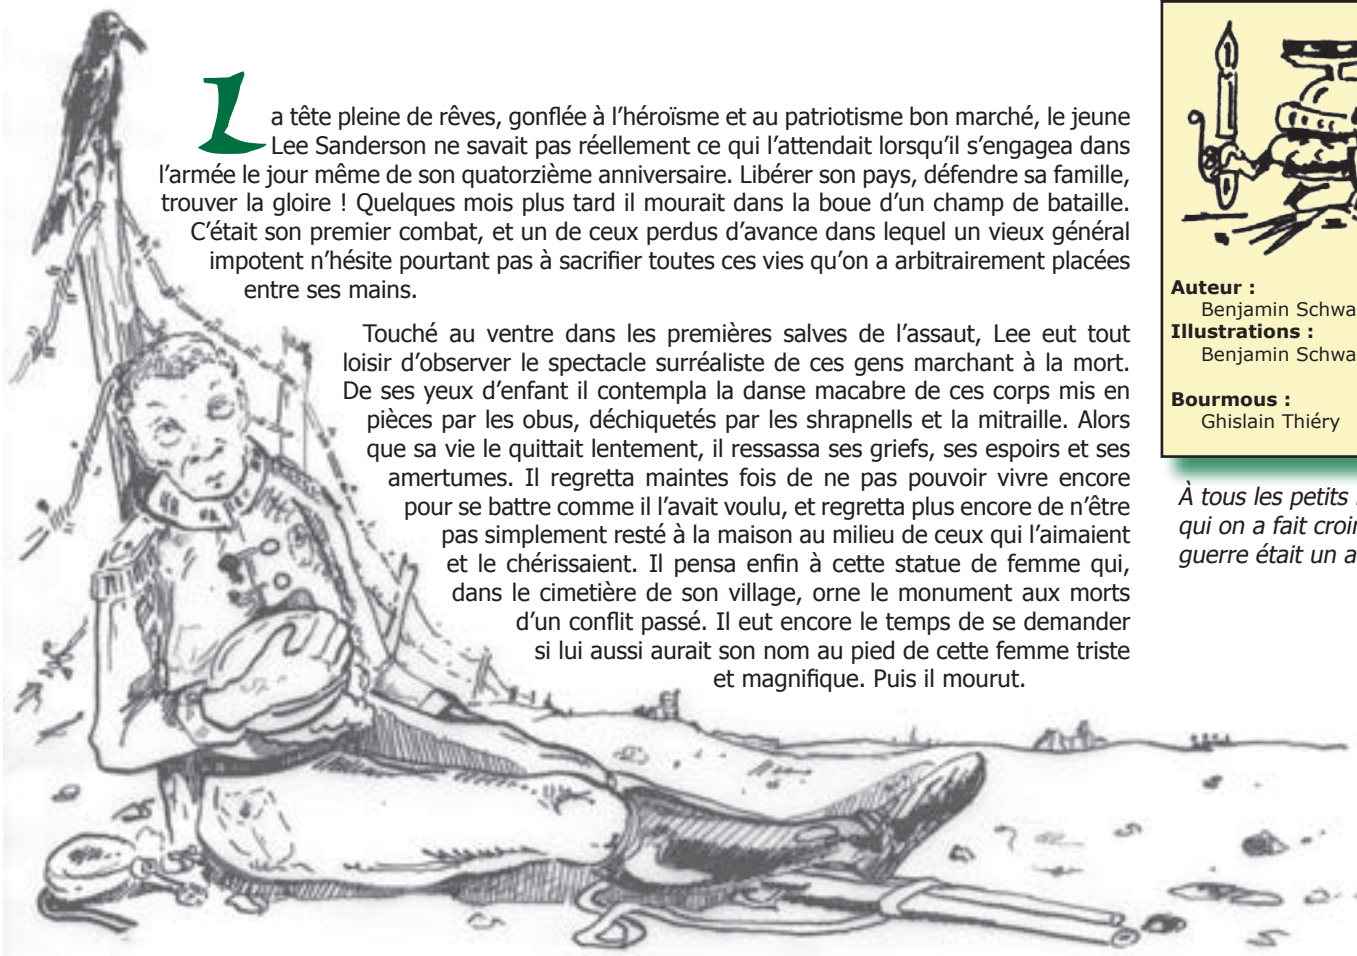 La tête pleine de rêves, gonflée à l’héroïsme et au patriotisme bon marché, le jeune
Lee Sanderson ne savait pas réellement ce qui l’attendait lorsqu’il s’engagea dans
l’armée le jour même de son quatorzième anniversaire. Libérer son pays, défendre sa famille,
trouver la gloire ! Quelques mois plus tard il mourait dans la boue d’un champ de bataille.
C’était son premier combat, et un de ceux perdus d’avance dans lequel un vieux général
impotent n’hésite pourtant pas à sacrifier toutes ces vies qu’on a arbitrairement placées
entre ses mains.
Touché au ventre dans les premières salves de l’assaut, Lee eut tout
loisir d’observer le spectacle surréaliste de ces gens marchant à la mort.
De ses yeux d’enfant il contempla la danse macabre de ces corps mis en
pièces par les obus, déchiquetés par les shrapnells et la mitraille. Alors
que sa vie le quittait lentement, il ressassa ses griefs, ses espoirs et ses
amertumes. Il regretta maintes fois de ne pas pouvoir vivre encore
pour se battre comme il l’avait voulu, et regretta plus encore de n’être
pas simplement resté à la maison au milieu de ceux qui l’aimaient
et le chérissaient. Il pensa enfin à cette statue de femme qui,
dans le cimetière de son village, orne le monument aux morts
d’un conflit passé. Il eut encore le temps de se demander
si lui aussi aurait son nom au pied de cette femme triste
et magnifique. Puis il mourut.
Auteur :
Benjamin Schwa
Illustrations :
Benjamin Schwa
Bourmous :
Ghislain Thiéry
À tous les petits
qui on a fait croir
guerre était un a